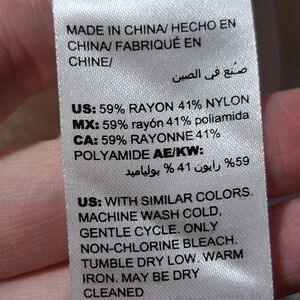 MADE IN CHINA/ HECHO EN
CHINA/ FABRIQUÉ EN
CHINE/
صنع في الصين
US: 59% RAYON 41% NYLON
MX: 59% rayón 41% poliamida
CA: 59% RAYONNE 41%
POLYAMIDE AE/KW:
59% رايون 41 % بولياميد
US: WITH SIMILAR COLORS.
MACHINE WASH COLD,
GENTLE CYCLE. ONLY
NON-CHLORINE BLEACH.
TUMBLE DRY LOW. WARM
IRON. MAY BE DRY
CLEANED